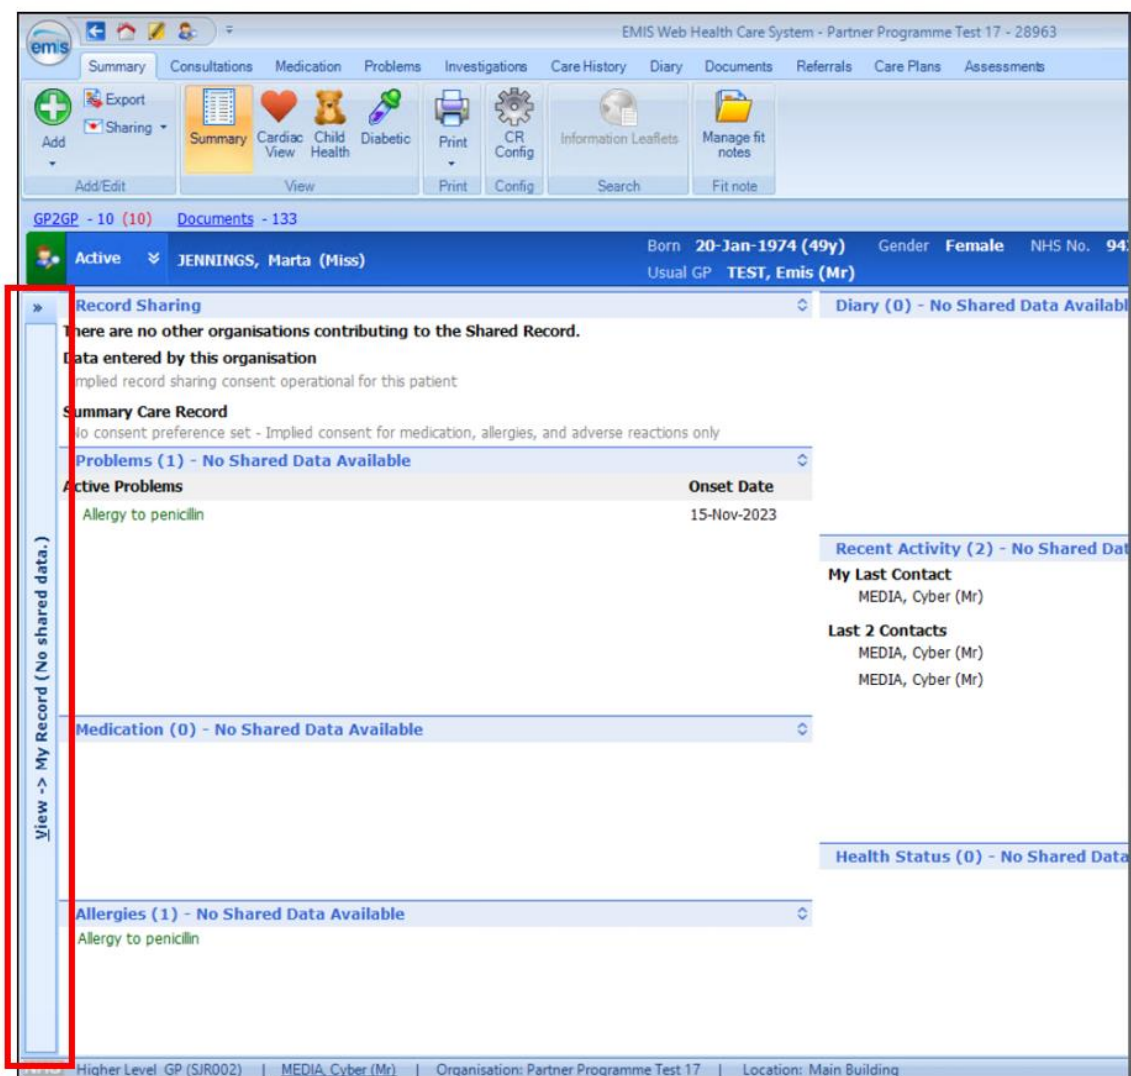 EMIS Web Health Care System - Partner Programme Test 17 - 28963
emis
Summary Consultations Medication Problems Investigations Care History Diary Documents Referrals Care Plans Assessments
Add
Export
Sharing
Summary
Cardiac View
Child Health
Diabetic
Print
CR Config
Information Leaflets
Manage fit notes
Add/Edit View Print Config Search Fit note
GP2GP - 10 (10) Documents - 133
Active JENNINGS, Marta (Miss)
Born 20-Jan-1974 (49y) Gender Female NHS No.
Usual GP TEST, Emis (Mr)
View -> My Record (No shared data.)
Record Sharing
There are no other organisations contributing to the Shared Record.
Data entered by this organisation
mplied record sharing consent operational for this patient
Summary Care Record
No consent preference set - Implied consent for medication, allergies, and adverse reactions only
Problems (1) - No Shared Data Available
Active Problems Onset Date
Allergy to penicillin 15-Nov-2023
Medication (0) - No Shared Data Available
Allergies (1) - No Shared Data Available
Allergy to penicillin
Diary (0) - No Shared Data Availabl
Recent Activity (2) - No Shared Dat
My Last Contact
MEDIA, Cyber (Mr)
Last 2 Contacts
MEDIA, Cyber (Mr)
MEDIA, Cyber (Mr)
Health Status (0) - No Shared Data
Higher Level GP (SJR002) | MEDIA, Cyber (Mr) | Organisation: Partner Programme Test 17 | Location: Main Building